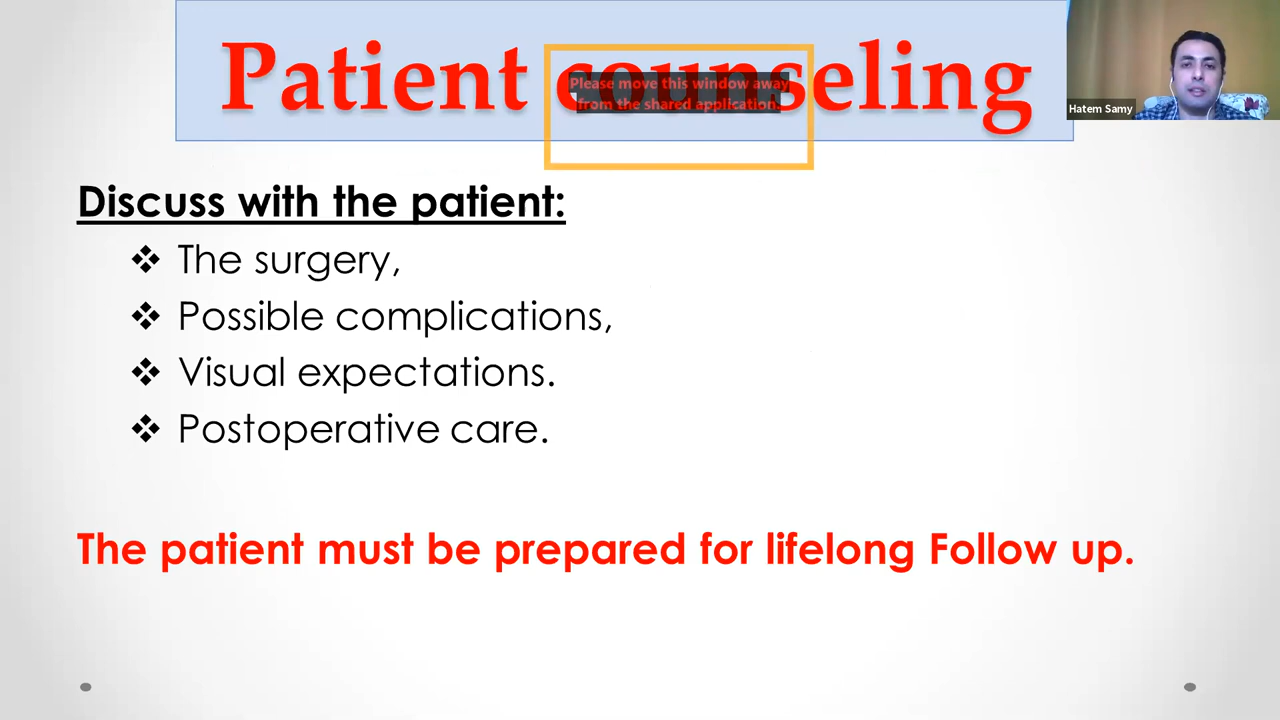 Patient counseling
Please move this window away
from the shared application.
Hatem Samy
Discuss with the patient:
❖ The surgery,
❖ Possible complications,
❖ Visual expectations.
❖ Postoperative care.
The patient must be prepared for lifelong Follow up.